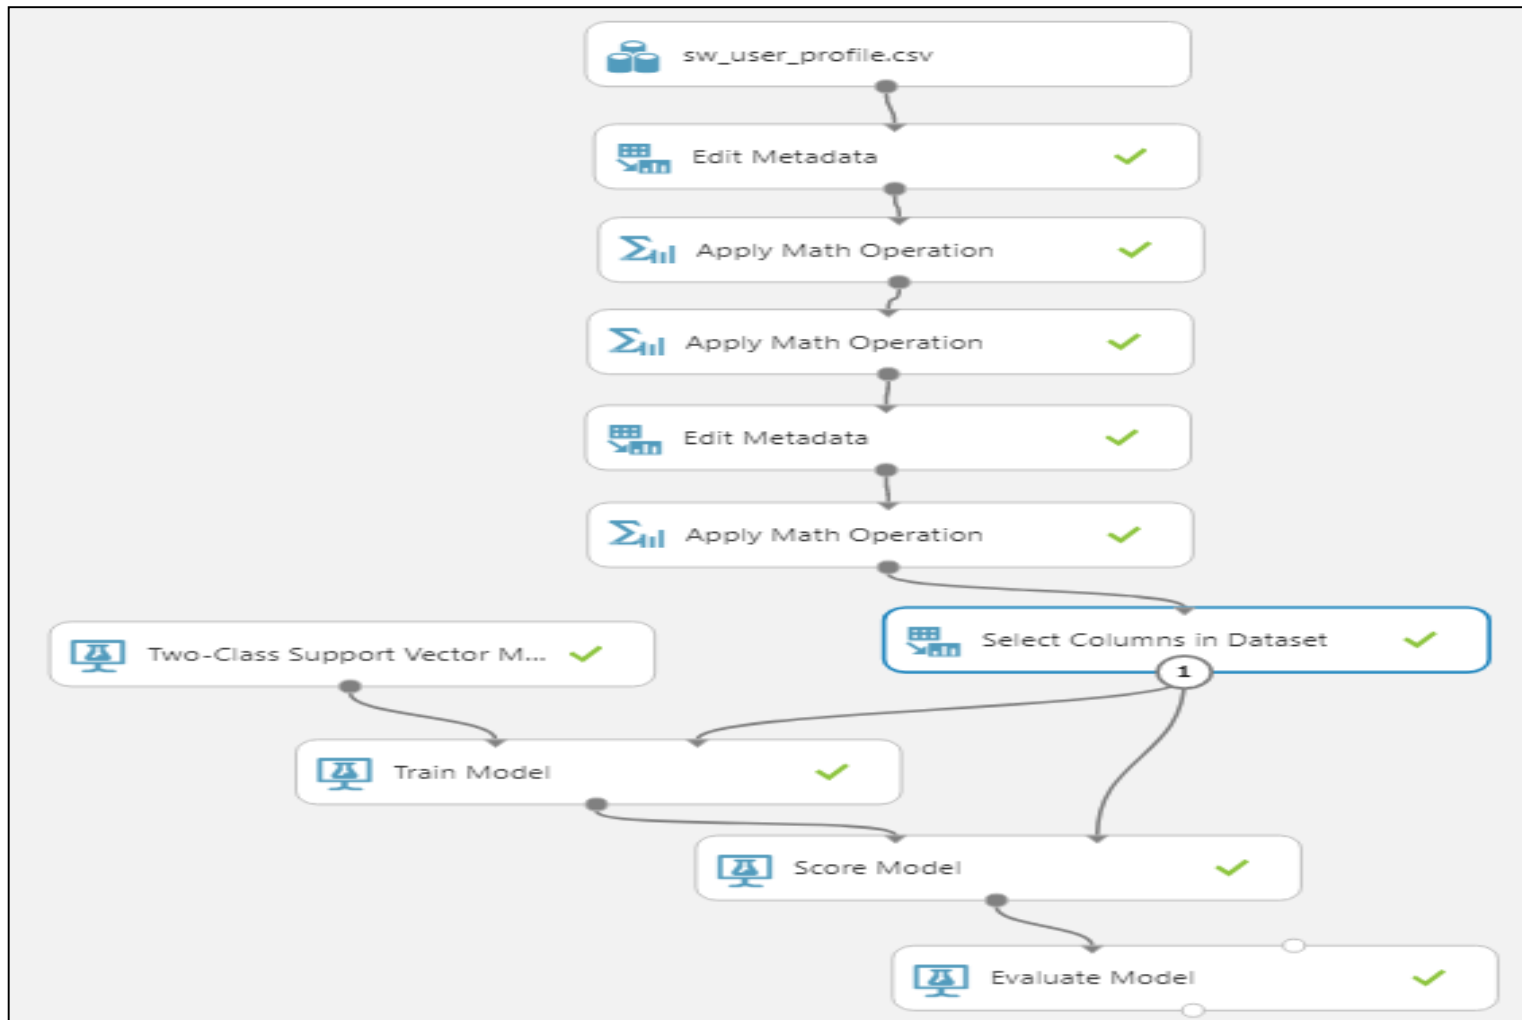 sw_user_profile.csv
Edit Metadata
Apply Math Operation
Apply Math Operation
Edit Metadata
Apply Math Operation
Two-Class Support Vector M...
Select Columns in Dataset
1
Train Model
Score Model
Evaluate Model